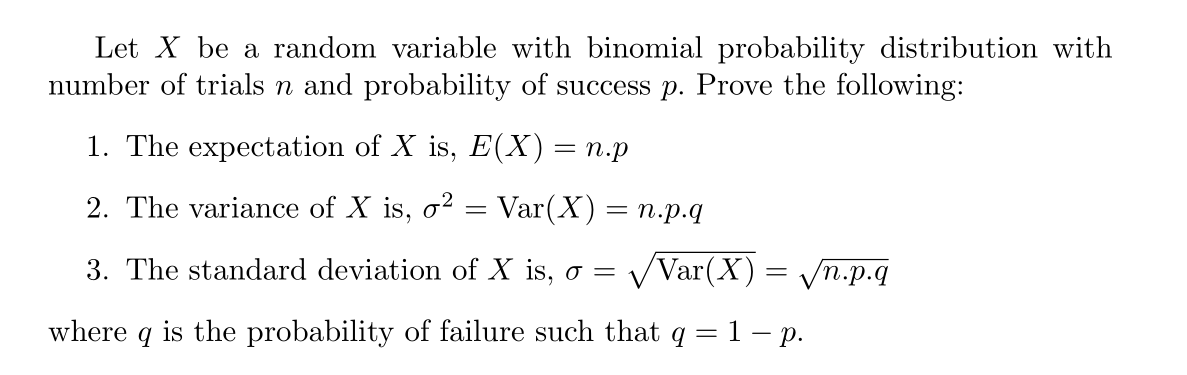 Let X be a random variable with binomial probability distribution with
number of trials n and probability of success p. Prove the following:
1. The expectation of X is, E(X) = n.p
2. The variance of X is, σ² = Var(X) = n.p.q
3. The standard deviation of X is, σ = √Var(X) = √n.p.q
where q is the probability of failure such that q = 1 − p.